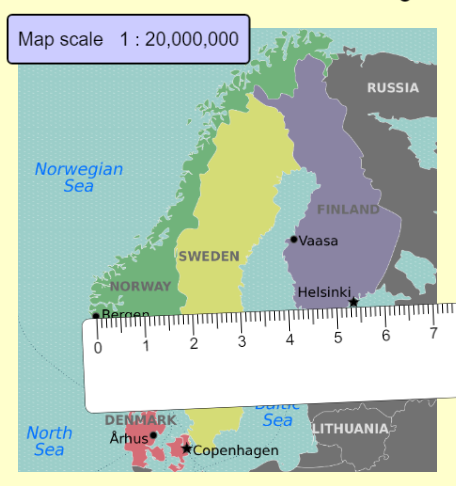 Map scale 1 : 20,000,000
RUSSIA
Norwegian
Sea
FINLAND
Vaasa
SWEDEN
NORWAY
Helsinki
Bergen
0 1 2 3 4 5 6 7
DENMARK
Baltic
Sea
North
Sea
Århus
LITHUANIA
Copenhagen